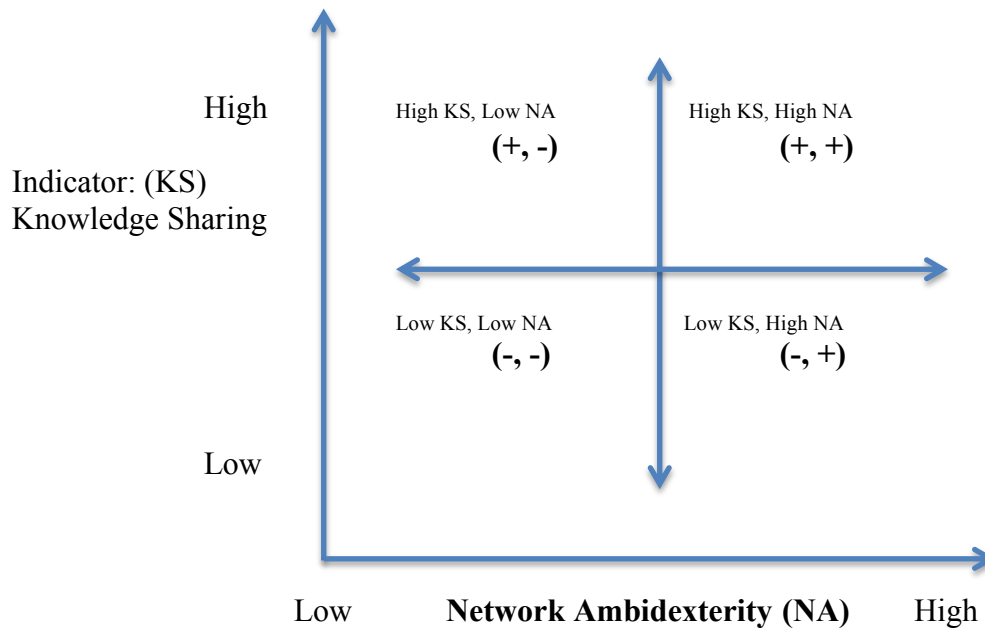 High
High KS, Low NA
(+, -)
High KS, High NA
(+, +)
Indicator: (KS)
Knowledge Sharing
Low KS, Low NA
(-, -)
Low KS, High NA
(-, +)
Low
Low
Network Ambidexterity (NA)
High